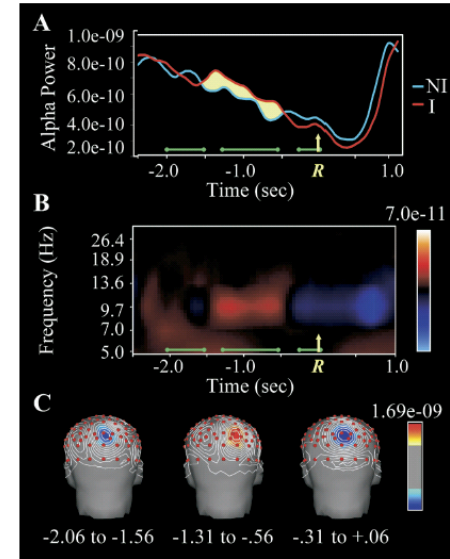 A
1.0e-09
8.0e-10
6.0e-10
4.0e-10
2.0e-10
Alpha Power
NI
I
-2.0
-1.0
R
1.0
Time (sec)
B
7.0e-11
26.4
18.9
13.6
9.7
7.0
5.0
Frequency (Hz)
-2.0
-1.0
R
1.0
Time (sec)
C
1.69e-09
-2.06 to -1.56
-1.31 to -.56
-.31 to +.06